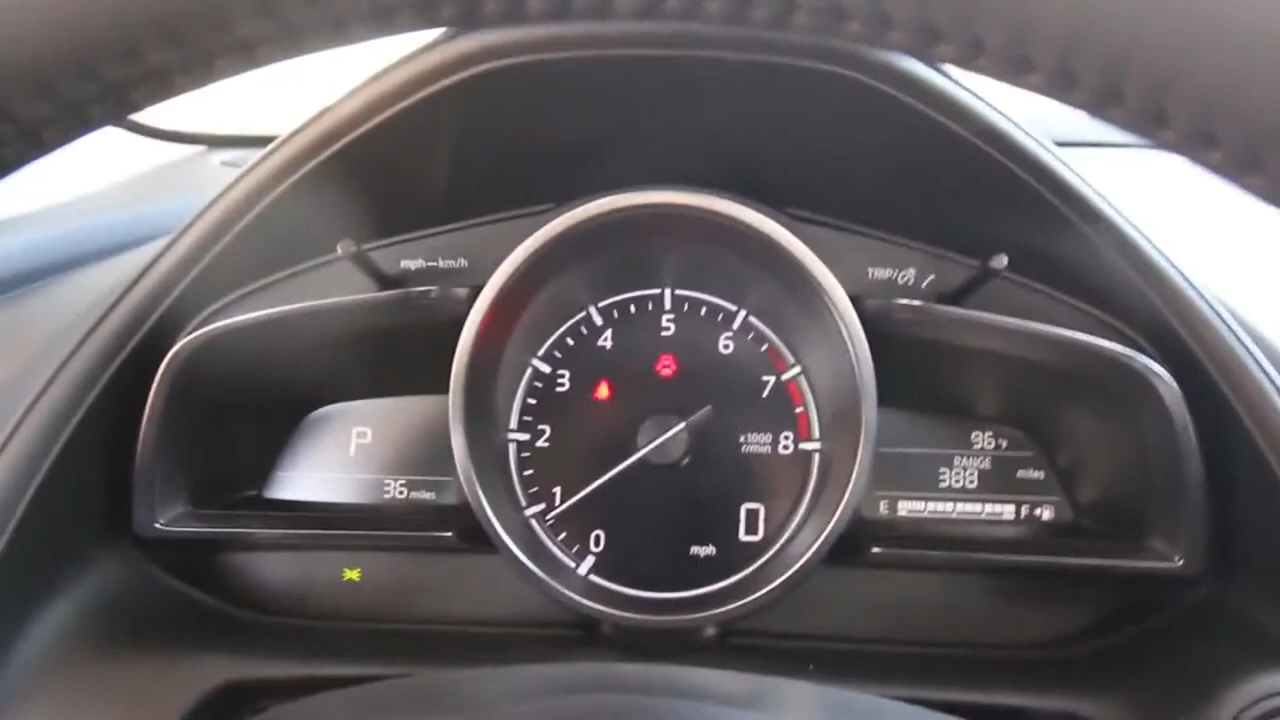 mph-km/h
TRIP/
5
4
6
3
7
2
x1000
r/min
8
1
0
0
mph
P
36 miles
96°F
RANGE
388 miles
E F